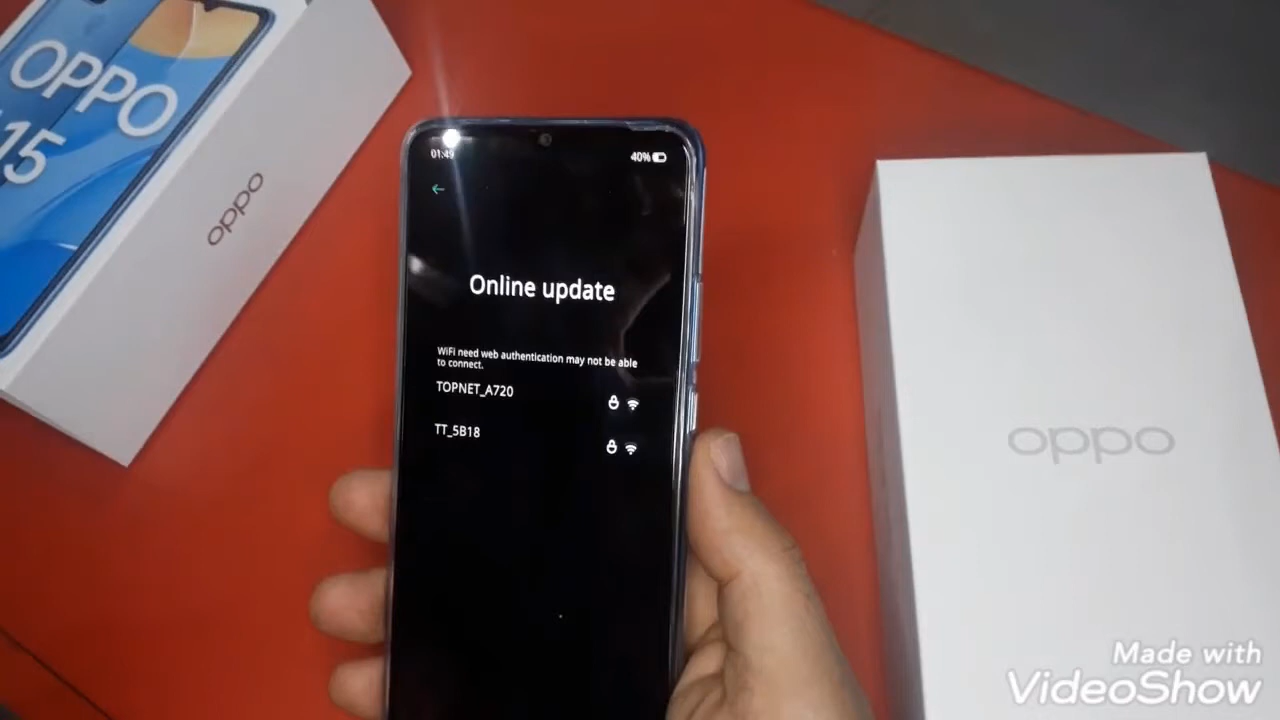 OPPO
15
oppo
01:49
40%
Online update
WiFi need web authentication may not be able
to connect.
TOPNET_A720
TT_5B18
oppo
Made with
VideoShow